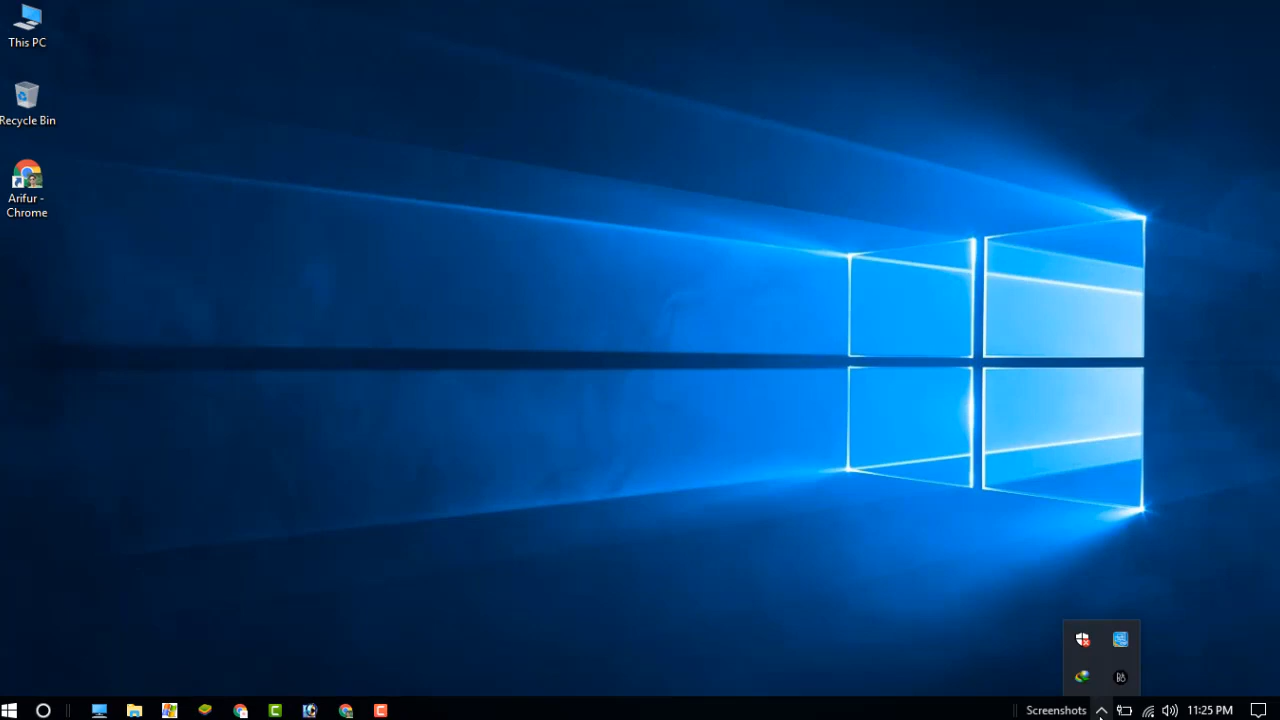 This PC
Recycle Bin
Arifur -
Chrome
Screenshots
11:25 PM